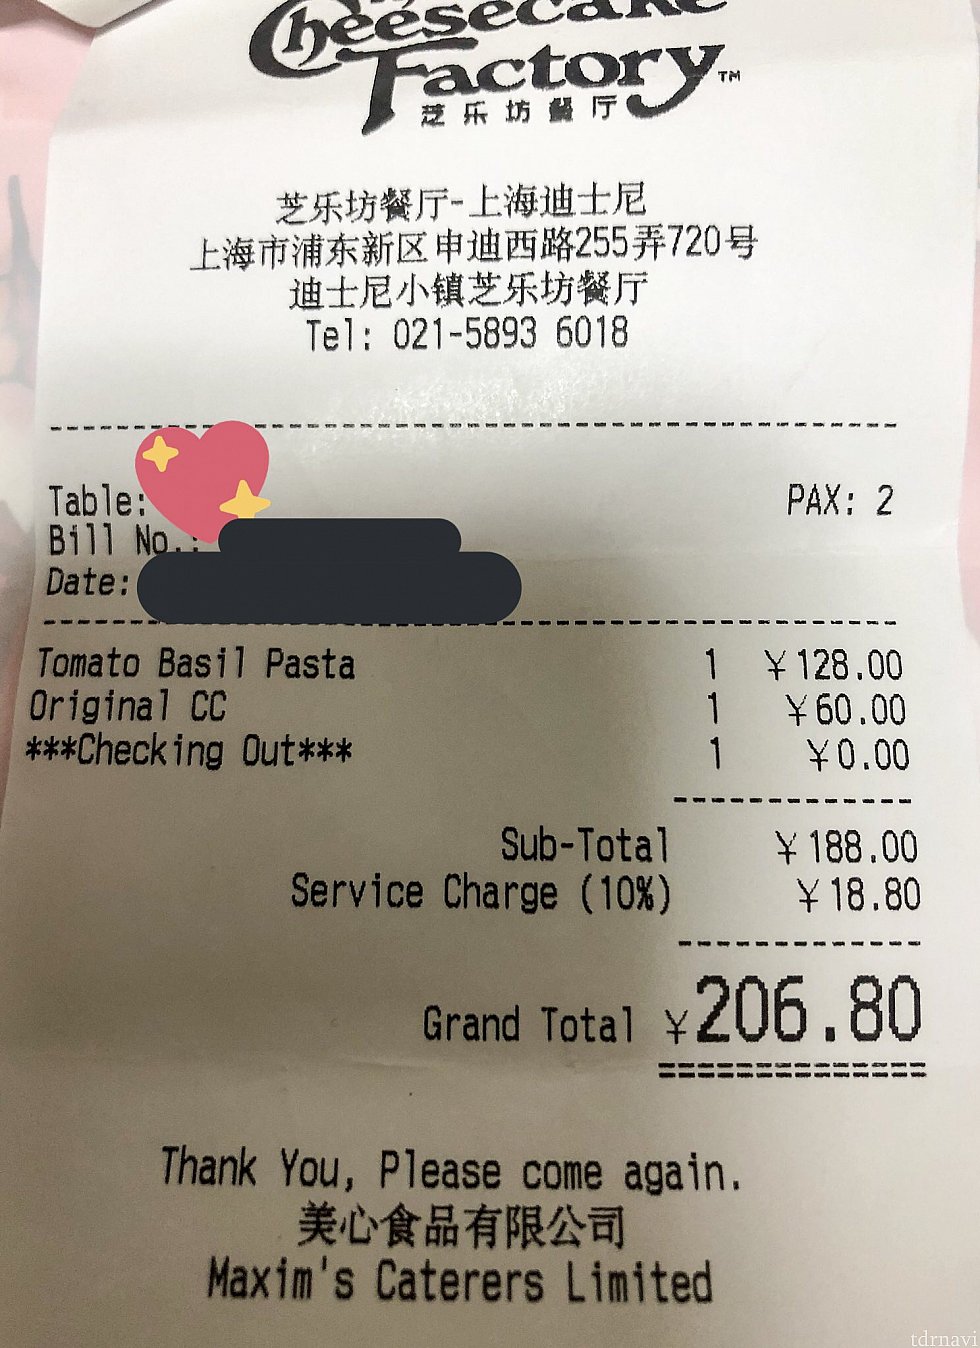 Cheesecake
Factory™
芝乐坊餐厅
芝乐坊餐厅-上海迪士尼
上海市浦东新区申迪西路255弄720号
迪士尼小镇芝乐坊餐厅
Tel: 021-5893 6018
Table: PAX: 2
Bill No.:
Date:
Tomato Basil Pasta 1 ¥128.00
Original CC 1 ¥60.00
***Checking Out*** 1 ¥0.00
Sub-Total ¥188.00
Service Charge (10%) ¥18.80
Grand Total ¥206.80
Thank You, Please come again.
美心食品有限公司
Maxim's Caterers Limited
tdrnavi